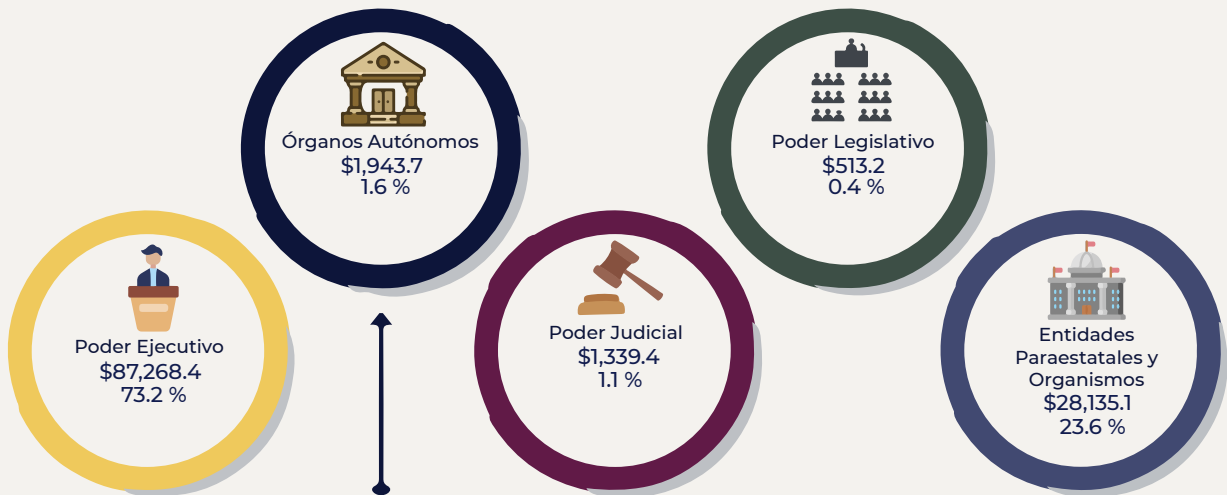 Órganos Autónomos
$1,943.7
1.6 %
Poder Legislativo
$513.2
0.4 %
Poder Ejecutivo
$87,268.4
73.2 %
Poder Judicial
$1,339.4
1.1 %
Entidades
Paraestatales y
Organismos
$28,135.1
23.6 %